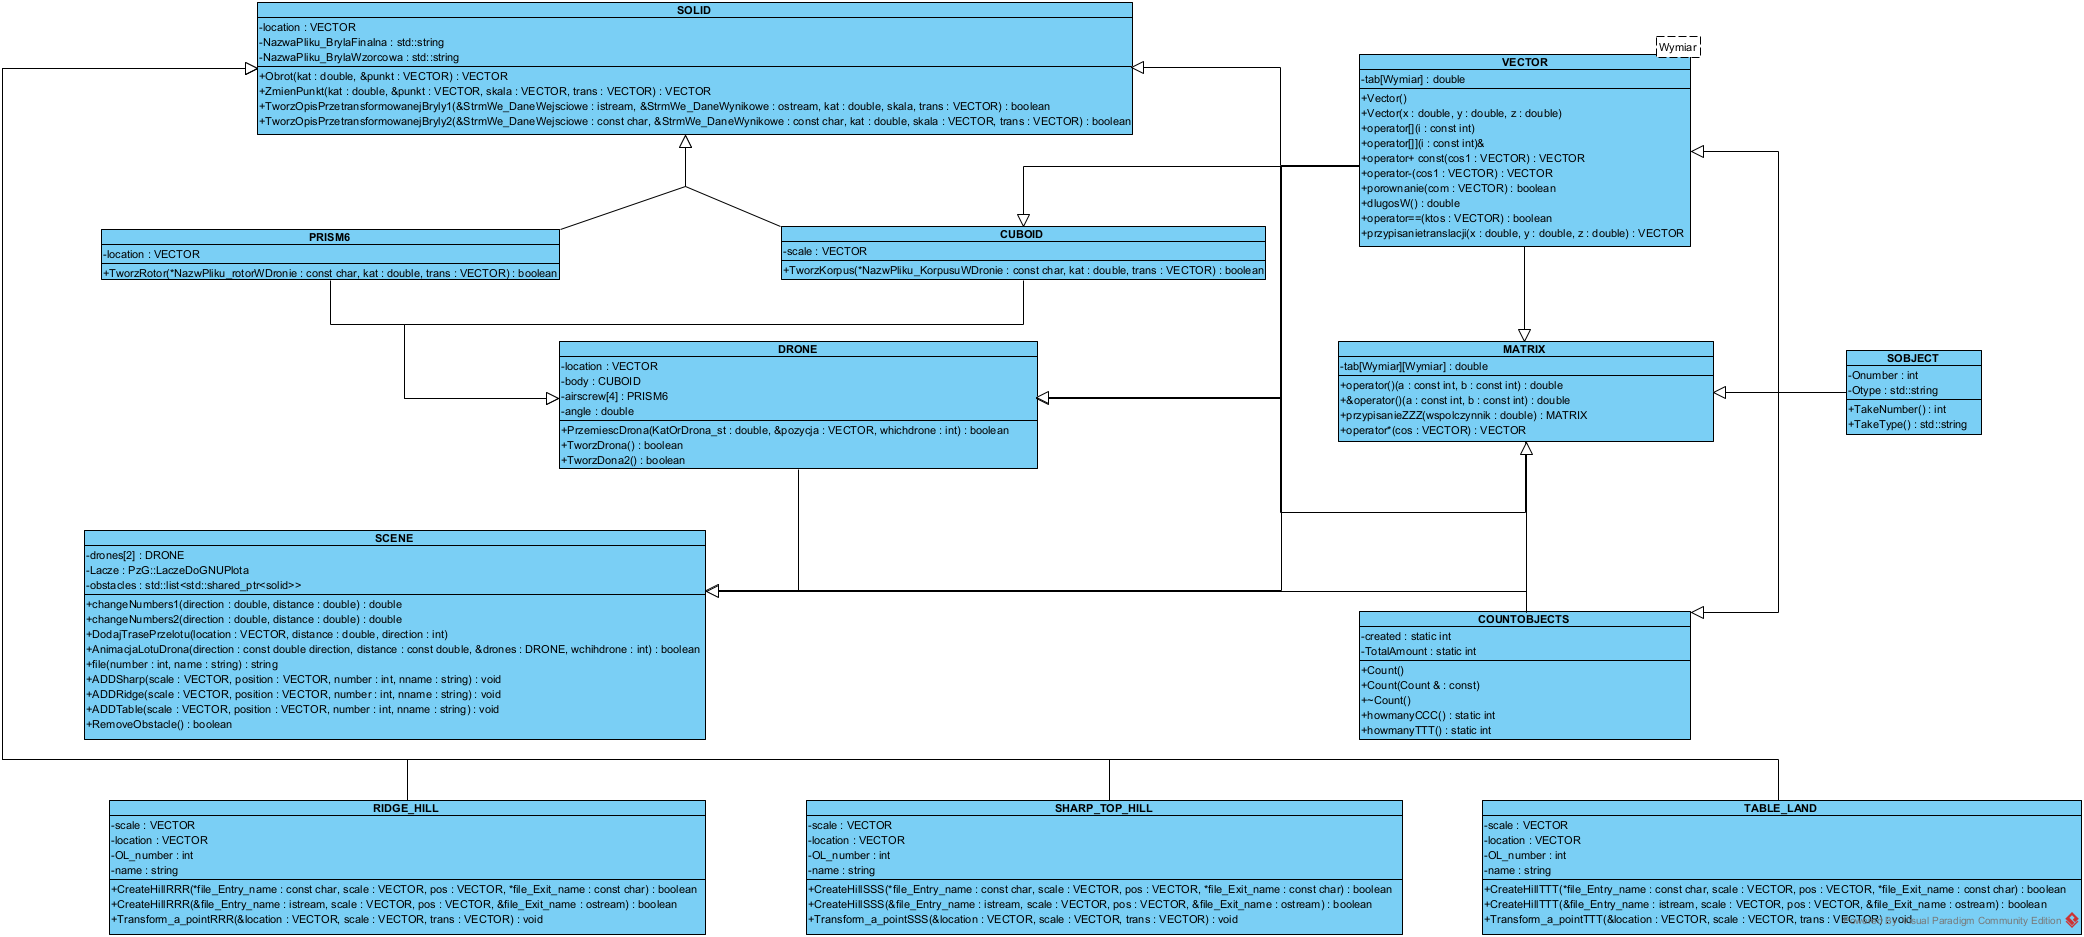 SOLID
-location : VECTOR
-NazwaPliku_BrylaFinalna : std::string
-NazwaPliku_BrylaWzorcowa : std::string
+Obrot(kat : double, &punkt : VECTOR) : VECTOR
+ZmienPunkt(kat : double, &punkt : VECTOR, skala : VECTOR, trans : VECTOR) : VECTOR
+TworzOpisPrzetransformowanejBryly1(&StrmWe_DaneWejsciowe : istream, &StrmWe_DaneWynikowe : ostream, kat : double, skala, trans : VECTOR) : boolean
+TworzOpisPrzetransformowanejBryly2(&StrmWe_DaneWejsciowe : const char, &StrmWe_DaneWynikowe : const char, kat : double, skala : VECTOR, trans : VECTOR) : boolean
Wymiar
VECTOR
-tab[Wymiar] : double
+Vector()
+Vector(x : double, y : double, z : double)
+operator[](i : const int)
+operator[]](i : const int)&
+operator+ const(cos1 : VECTOR) : VECTOR
+operator-(cos1 : VECTOR) : VECTOR
+porownanie(com : VECTOR) : boolean
+dlugosW() : double
+operator==(ktos : VECTOR) : boolean
+przypisanietranslacji(x : double, y : double, z : double) : VECTOR
PRISM6
-location : VECTOR
+TworzRotor(*NazwPliku_rotorWDronie : const char, kat : double, trans : VECTOR) : boolean
CUBOID
-scale : VECTOR
+TworzKorpus(*NazwPliku_KorpusuWDronie : const char, kat : double, trans : VECTOR) : boolean
DRONE
-location : VECTOR
-body : CUBOID
-airscrew[4] : PRISM6
-angle : double
+PrzemiescDrona(KatOrDrona_st : double, &pozycja : VECTOR, whichdrone : int) : boolean
+TworzDrona() : boolean
+TworzDona2() : boolean
MATRIX
-tab[Wymiar][Wymiar] : double
+operator()(a : const int, b : const int) : double
+&operator()(a : const int, b : const int) : double
+przypisanieZZZ(wspolczynnik : double) : MATRIX
+operator*(cos : VECTOR) : VECTOR
SOBJECT
-Onumber : int
-Otype : std::string
+TakeNumber() : int
+TakeType() : std::string
SCENE
-drones[2] : DRONE
-Lacze : PzG::LaczeDoGNUPlota
-obstacles : std::list<std::shared_ptr<solid>>
+changeNumbers1(direction : double, distance : double) : double
+changeNumbers2(direction : double, distance : double) : double
+DodajTrasePrzelotu(location : VECTOR, distance : double, direction : int)
+AnimacjaLotuDrona(direction : const double direction, distance : const double, &drones : DRONE, wchihdrone : int) : boolean
+file(number : int, name : string) : string
+ADDSharp(scale : VECTOR, position : VECTOR, number : int, nname : string) : void
+ADDRidge(scale : VECTOR, position : VECTOR, number : int, nname : string) : void
+ADDTable(scale : VECTOR, position : VECTOR, number : int, nname : string) : void
+RemoveObstacle() : boolean
COUNTOBJECTS
-created : static int
-TotalAmount : static int
+Count()
+Count(Count & : const)
+~Count()
+howmanyCCC() : static int
+howmanyTTT() : static int
RIDGE_HILL
-scale : VECTOR
-location : VECTOR
-OL_number : int
-name : string
+CreateHillRRR(*file_Entry_name : const char, scale : VECTOR, pos : VECTOR, *file_Exit_name : const char) : boolean
+CreateHillRRR(&file_Entry_name : istream, scale : VECTOR, pos : VECTOR, &file_Exit_name : ostream) : boolean
+Transform_a_pointRRR(&location : VECTOR, scale : VECTOR, trans : VECTOR) : void
SHARP_TOP_HILL
-scale : VECTOR
-location : VECTOR
-OL_number : int
-name : string
+CreateHillSSS(*file_Entry_name : const char, scale : VECTOR, pos : VECTOR, *file_Exit_name : const char) : boolean
+CreateHillSSS(&file_Entry_name : istream, scale : VECTOR, pos : VECTOR, &file_Exit_name : ostream) : boolean
+Transform_a_pointSSS(&location : VECTOR, scale : VECTOR, trans : VECTOR) : void
TABLE_LAND
-scale : VECTOR
-location : VECTOR
-OL_number : int
-name : string
+CreateHillTTT(*file_Entry_name : const char, scale : VECTOR, pos : VECTOR, *file_Exit_name : const char) : boolean
+CreateHillTTT(&file_Entry_name : istream, scale : VECTOR, pos : VECTOR, &file_Exit_name : ostream) : boolean
+Transform_a_pointTTT(&location : VECTOR, scale : VECTOR, trans : VECTOR) : void
Powered By Visual Paradigm Community Edition